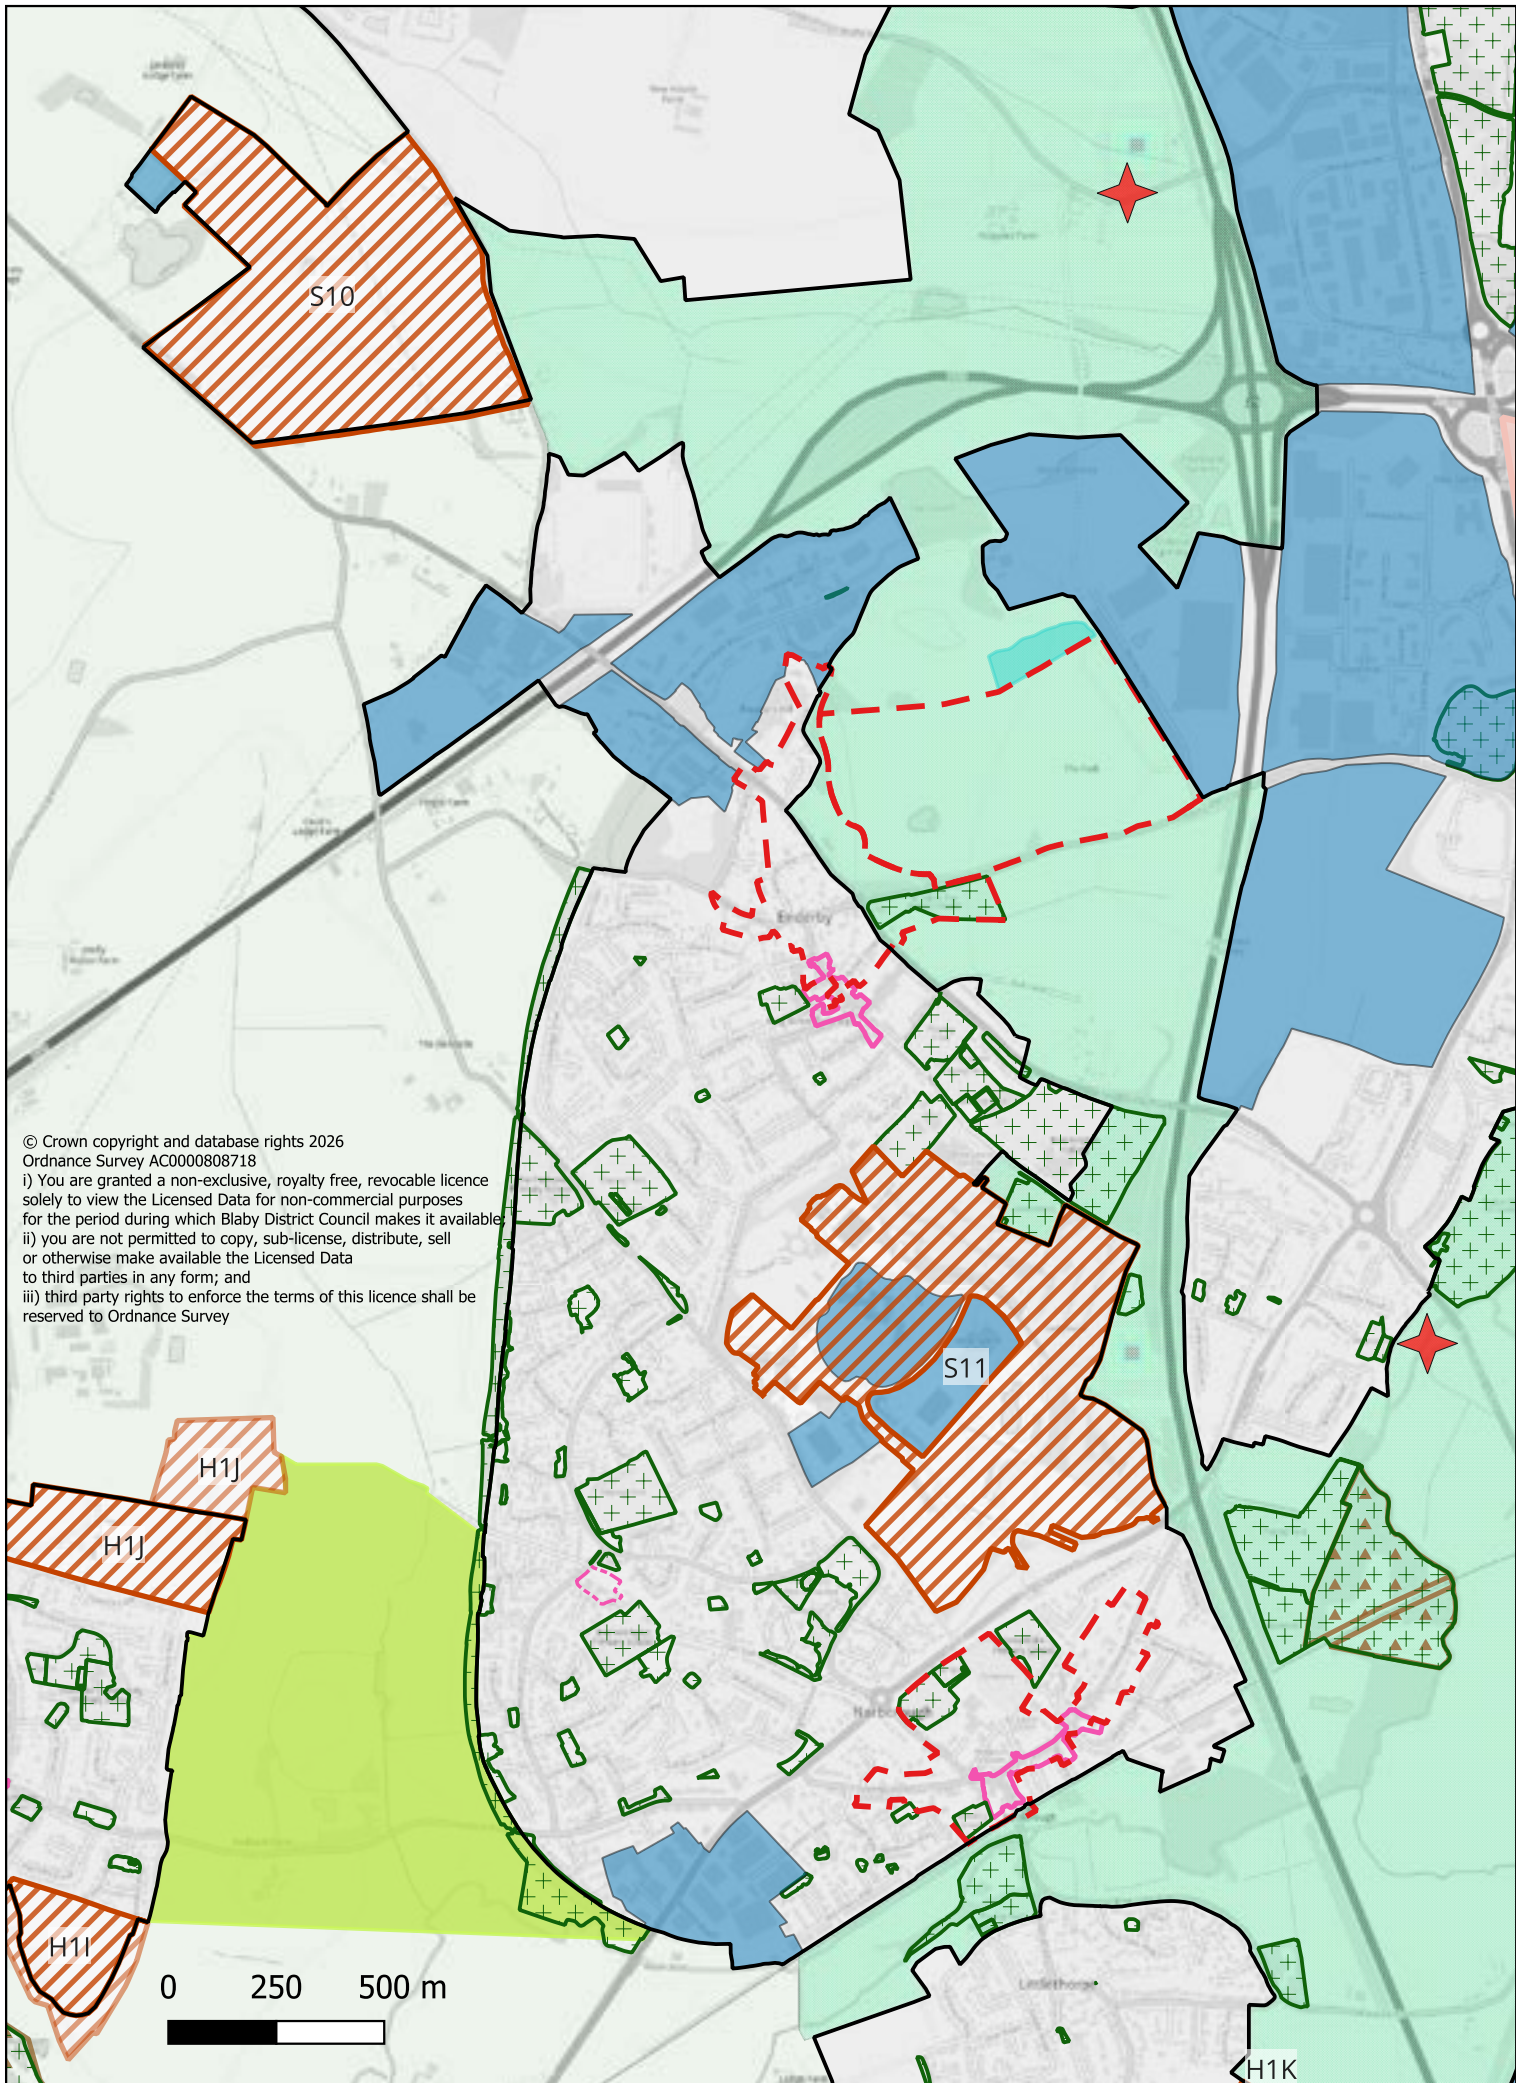 S10
Enderby
© Crown copyright and database rights 2026
Ordnance Survey AC0000808718
i) You are granted a non-exclusive, royalty free, revocable licence
solely to view the Licensed Data for non-commercial purposes
for the period during which Blaby District Council makes it available;
ii) you are not permitted to copy, sub-license, distribute, sell
or otherwise make available the Licensed Data
to third parties in any form; and
iii) third party rights to enforce the terms of this licence shall be
reserved to Ordnance Survey
S11
H1J
H1J
Narborough
H1I
0 250 500 m
Littlethorpe
H1K